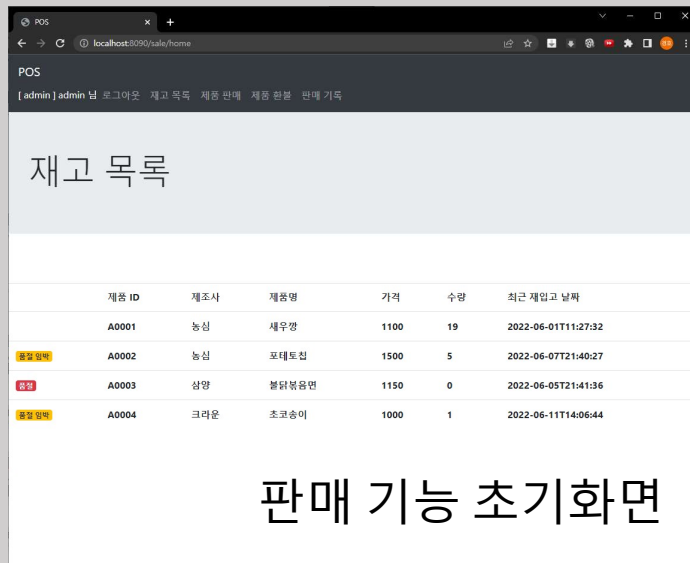 POS
localhost:8090/sale/home
POS
[ admin ] admin 님 로그아웃 재고 목록 제품 판매 제품 환불 판매 기록
재고 목록
제품 ID 제조사 제품명 가격 수량 최근 재입고 날짜
A0001 농심 새우깡 1100 19 2022-06-01T11:27:32
품절 임박 A0002 농심 포테토칩 1500 5 2022-06-07T21:40:27
품절 A0003 삼양 불닭볶음면 1150 0 2022-06-05T21:41:36
품절 임박 A0004 크라운 초코송이 1000 1 2022-06-11T14:06:44
판매 기능 초기화면